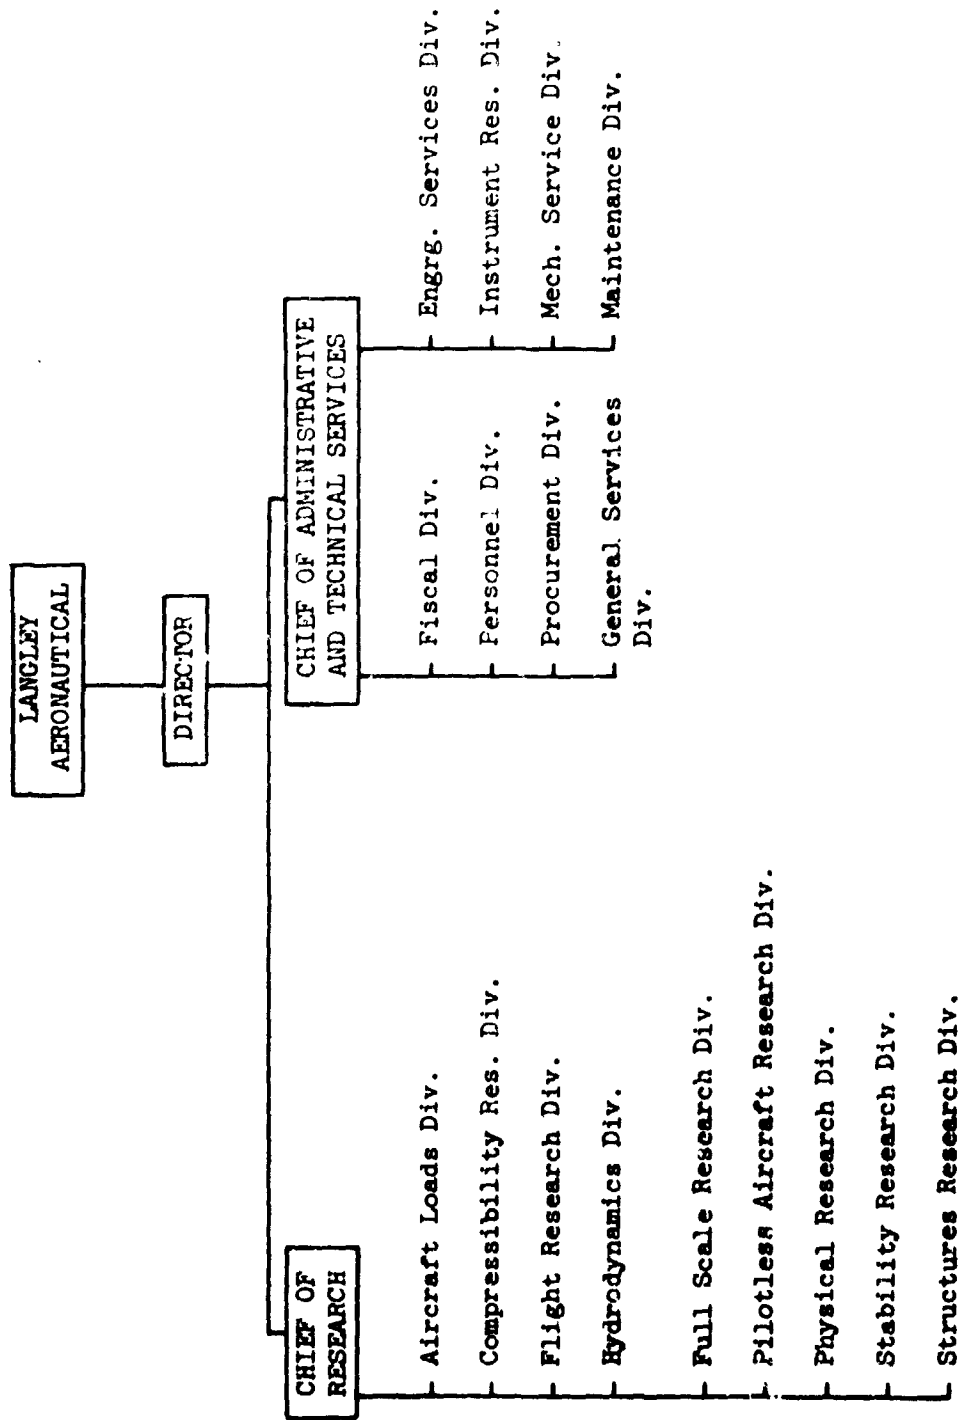 LANGLEY
AERONAUTICAL
DIRECTOR
CHIEF OF
RESEARCH
Aircraft Loads Div.
Compressibility Res. Div.
Flight Research Div.
Hydrodynamics Div.
Full Scale Research Div.
Pilotless Aircraft Research Div.
Physical Research Div.
Stability Research Div.
Structures Research Div.
CHIEF OF ADMINISTRATIVE
AND TECHNICAL SERVICES
Fiscal Div.
Personnel Div.
Procurement Div.
General Services
Div.
Engrg. Services Div.
Instrument Res. Div.
Mech. Service Div.
Maintenance Div.